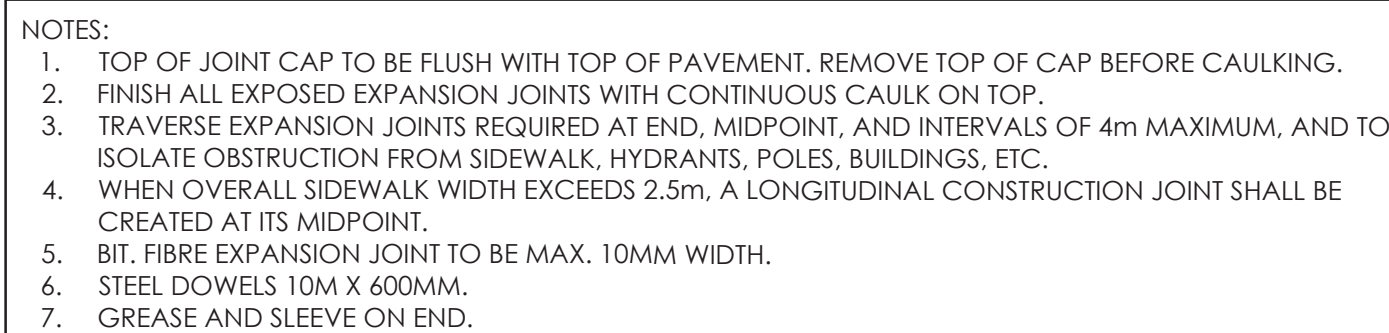 NOTES:
1. TOP OF JOINT CAP TO BE FLUSH WITH TOP OF PAVEMENT. REMOVE TOP OF CAP BEFORE CAULKING.
2. FINISH ALL EXPOSED EXPANSION JOINTS WITH CONTINUOUS CAULK ON TOP.
3. TRAVERSE EXPANSION JOINTS REQUIRED AT END, MIDPOINT, AND INTERVALS OF 4m MAXIMUM, AND TO
ISOLATE OBSTRUCTION FROM SIDEWALK, HYDRANTS, POLES, BUILDINGS, ETC.
4. WHEN OVERALL SIDEWALK WIDTH EXCEEDS 2.5m, A LONGITUDINAL CONSTRUCTION JOINT SHALL BE
CREATED AT ITS MIDPOINT.
5. BIT. FIBRE EXPANSION JOINT TO BE MAX. 10MM WIDTH.
6. STEEL DOWELS 10M X 600MM.
7. GREASE AND SLEEVE ON END.